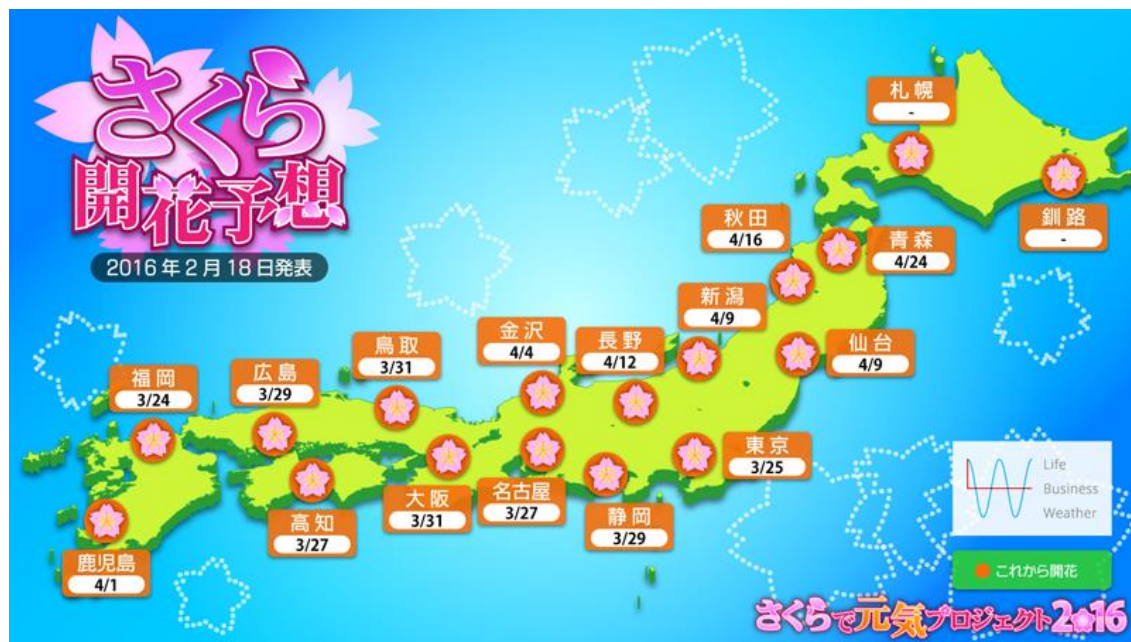 さくら
開花予想
2016年2月18日発表
札幌
-
釧路
-
秋田
4/16
青森
4/24
新潟
4/9
仙台
4/9
金沢
4/4
長野
4/12
鳥取
3/31
広島
3/29
福岡
3/24
東京
3/25
大阪
3/31
名古屋
3/27
静岡
3/29
高知
3/27
鹿児島
4/1
Life
Business
Weather
これから開花
さくらで元気プロジェクト2016